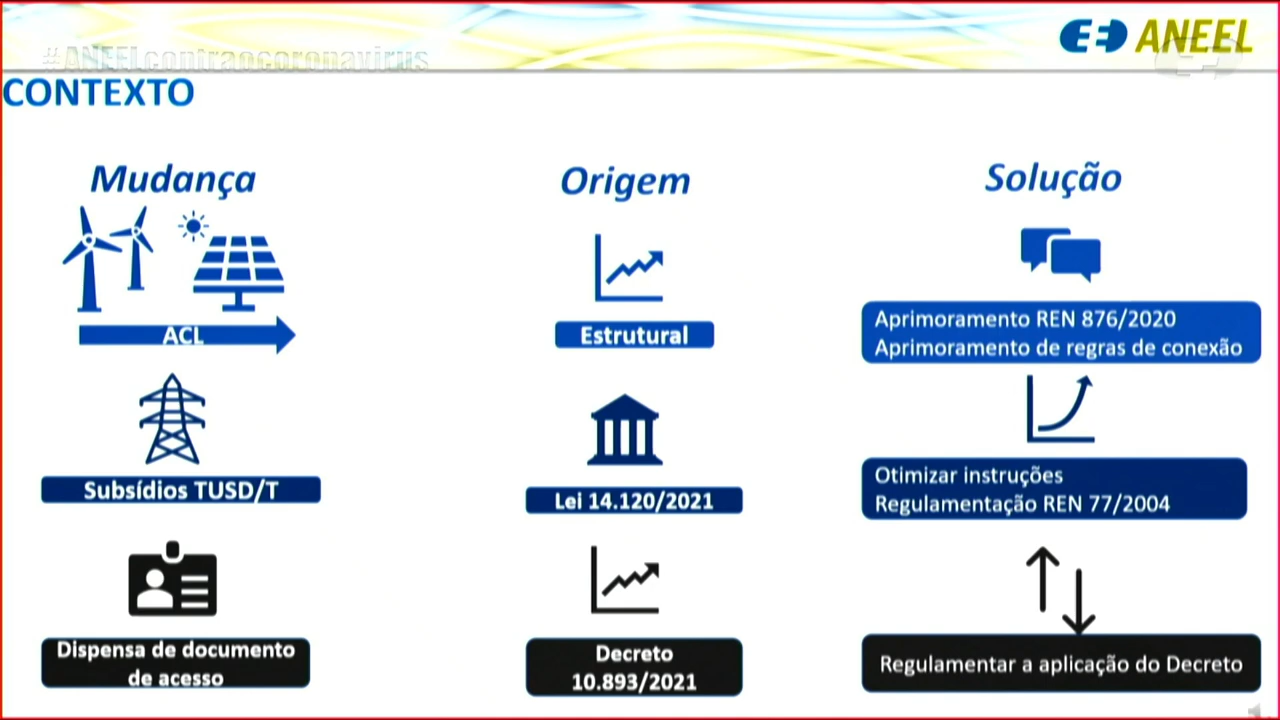 ANEEL
#ANEELcontraocoronavirus
CONTEXTO
Mudança
Origem
Solução
ACL
Estrutural
Aprimoramento REN 876/2020
Aprimoramento de regras de conexão
Subsídios TUSD/T
Lei 14.120/2021
Otimizar instruções
Regulamentação REN 77/2004
Dispensa de documento
de acesso
Decreto
10.893/2021
Regulamentar a aplicação do Decreto